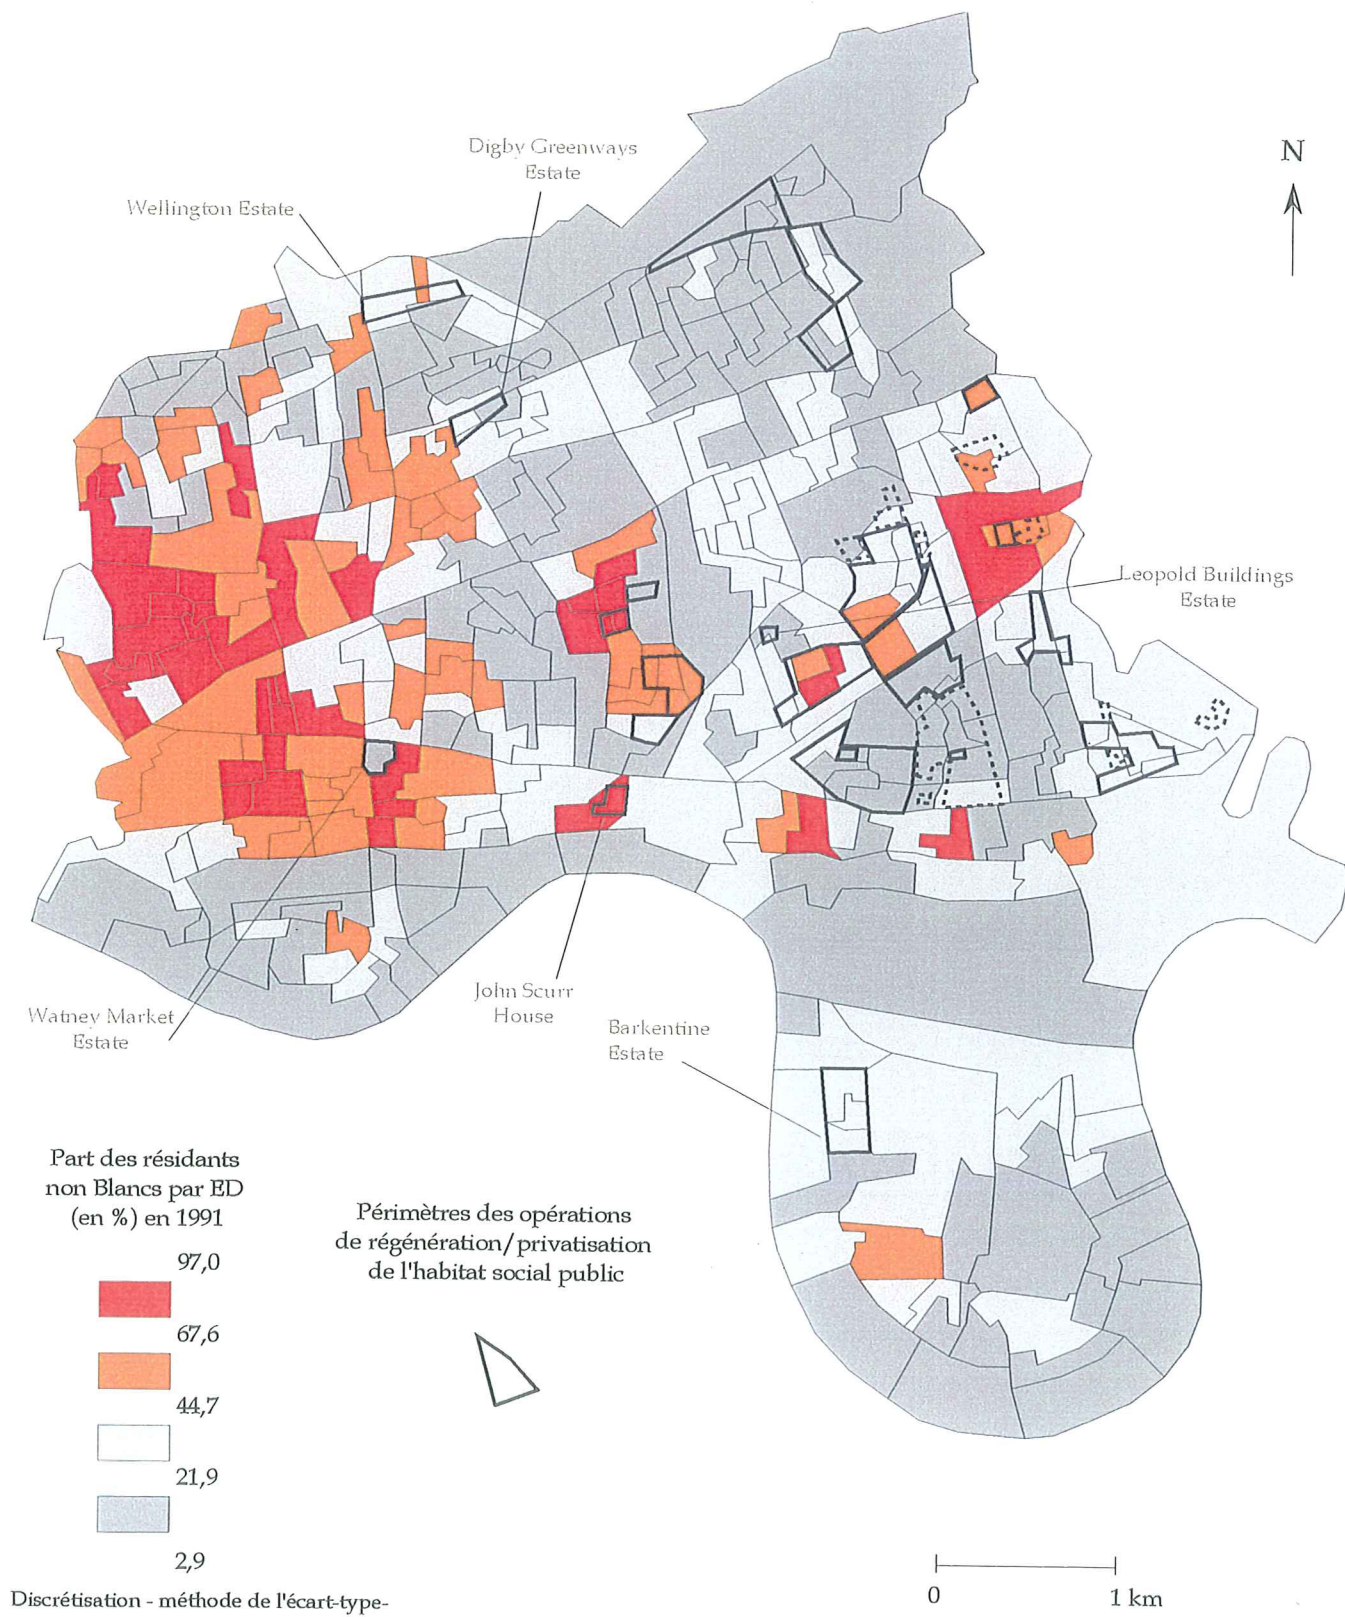 Digby Greenways
Estate
N
Wellington Estate
Leopold Buildings
Estate
John Scurr
House
Watney Market
Estate
Barkentine
Estate
Part des résidants
non Blancs par ED
(en %) en 1991
97,0
67,6
44,7
21,9
2,9
Périmètres des opérations
de régénération/privatisation
de l'habitat social public
Discrétisation - méthode de l'écart-type-
0 1 km